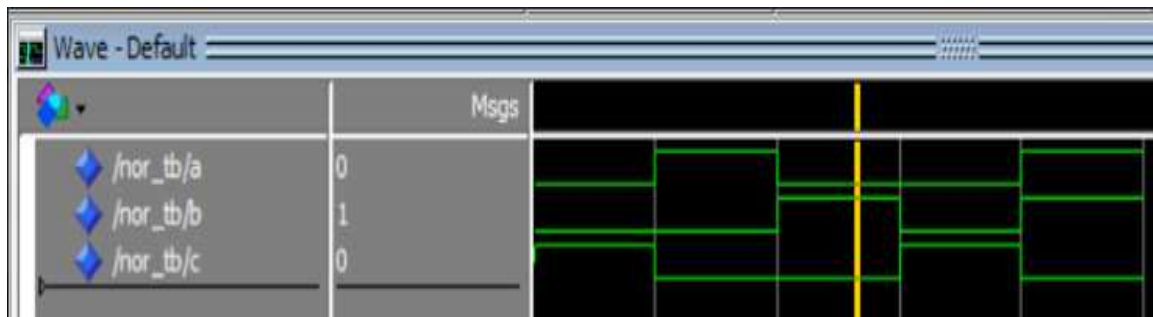 Wave - Default
Msgs
/nor_tb/a 0
/nor_tb/b 1
/nor_tb/c 0